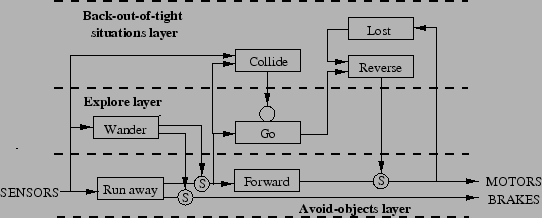 Back-out-of-tight
situations layer
Lost
Collide
Reverse
Explore layer
Wander
Go
S
S
S
SENSORS
Run away
Forward
MOTORS
BRAKES
Avoid-objects layer